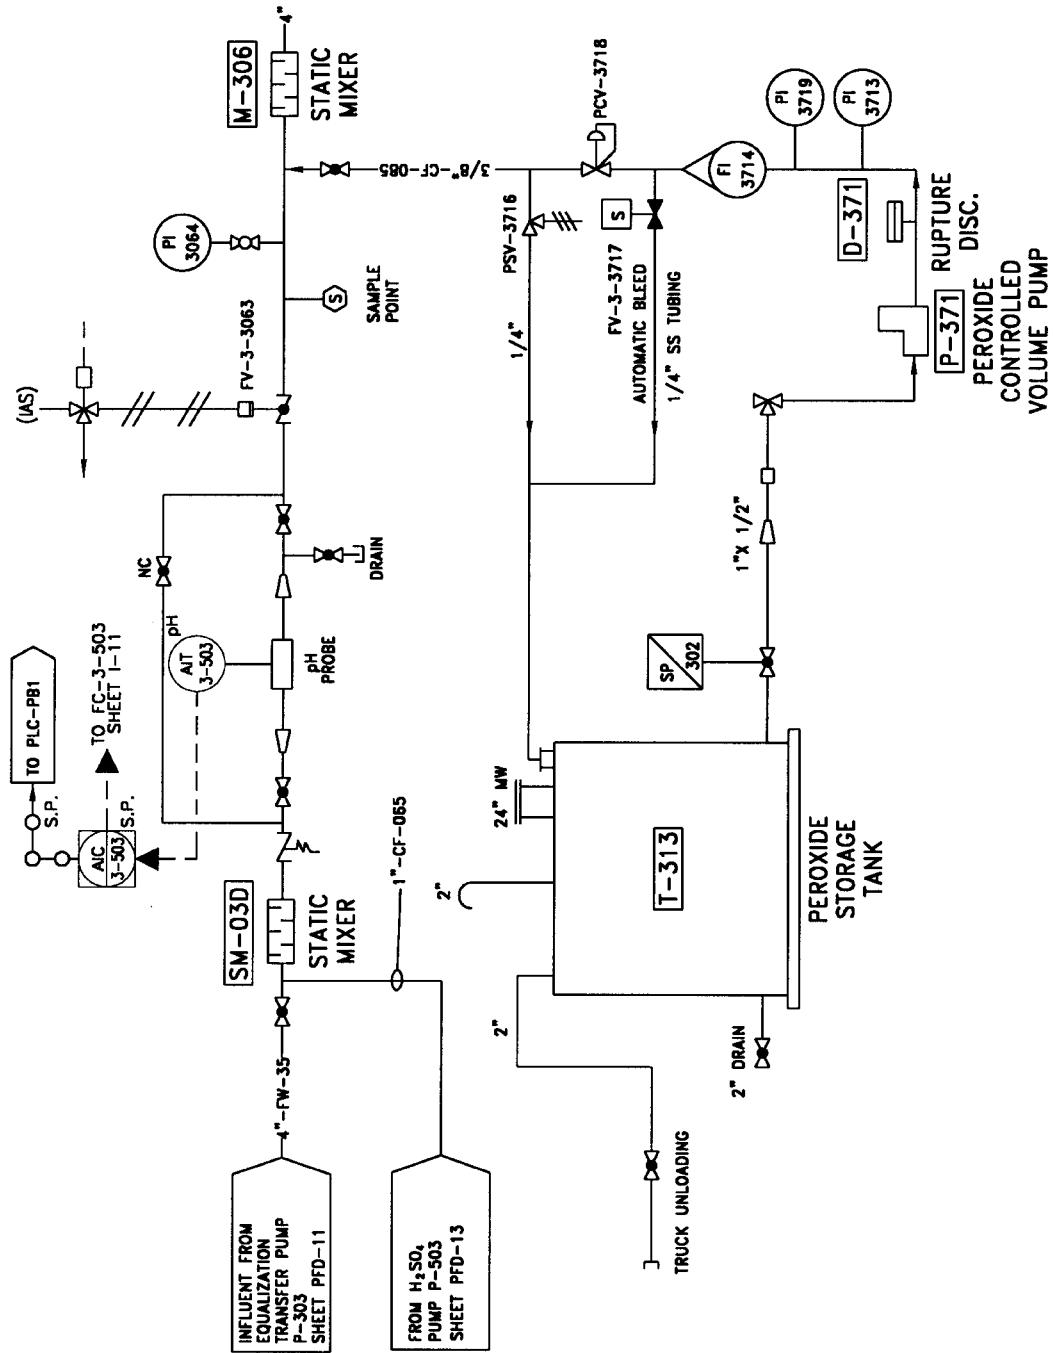 INFLUENT FROM
EQUALIZATION
TRANSFER PUMP
P-303
SHEET PFD-11
4"-FW-35
FROM H₂SO₄
PUMP P-503
SHEET PFD-13
1"-CF-065
SM-03D
STATIC
MIXER
AIC
3-503
S.P.
S.P.
TO PLC-PB1
TO FC-3-503
SHEET I-11
AIT
3-503
pH
NC
pH
PROBE
DRAIN
(IAS)
FV-3-3063
SAMPLE
POINT
S
PI
3064
M-306
STATIC
MIXER
4"
3/8"-CF-085
PCV-3718
PSV-3716
1/4"
S
FV-3-3717
AUTOMATIC BLEED
1/4" SS TUBING
FI
3714
PI
3719
PI
3713
D-371
RUPTURE
DISC.
P-371
PEROXIDE
CONTROLLED
VOLUME PUMP
1"X 1/2"
SP
302
24" MW
2"
2"
T-313
PEROXIDE
STORAGE
TANK
2" DRAIN
TRUCK UNLOADING